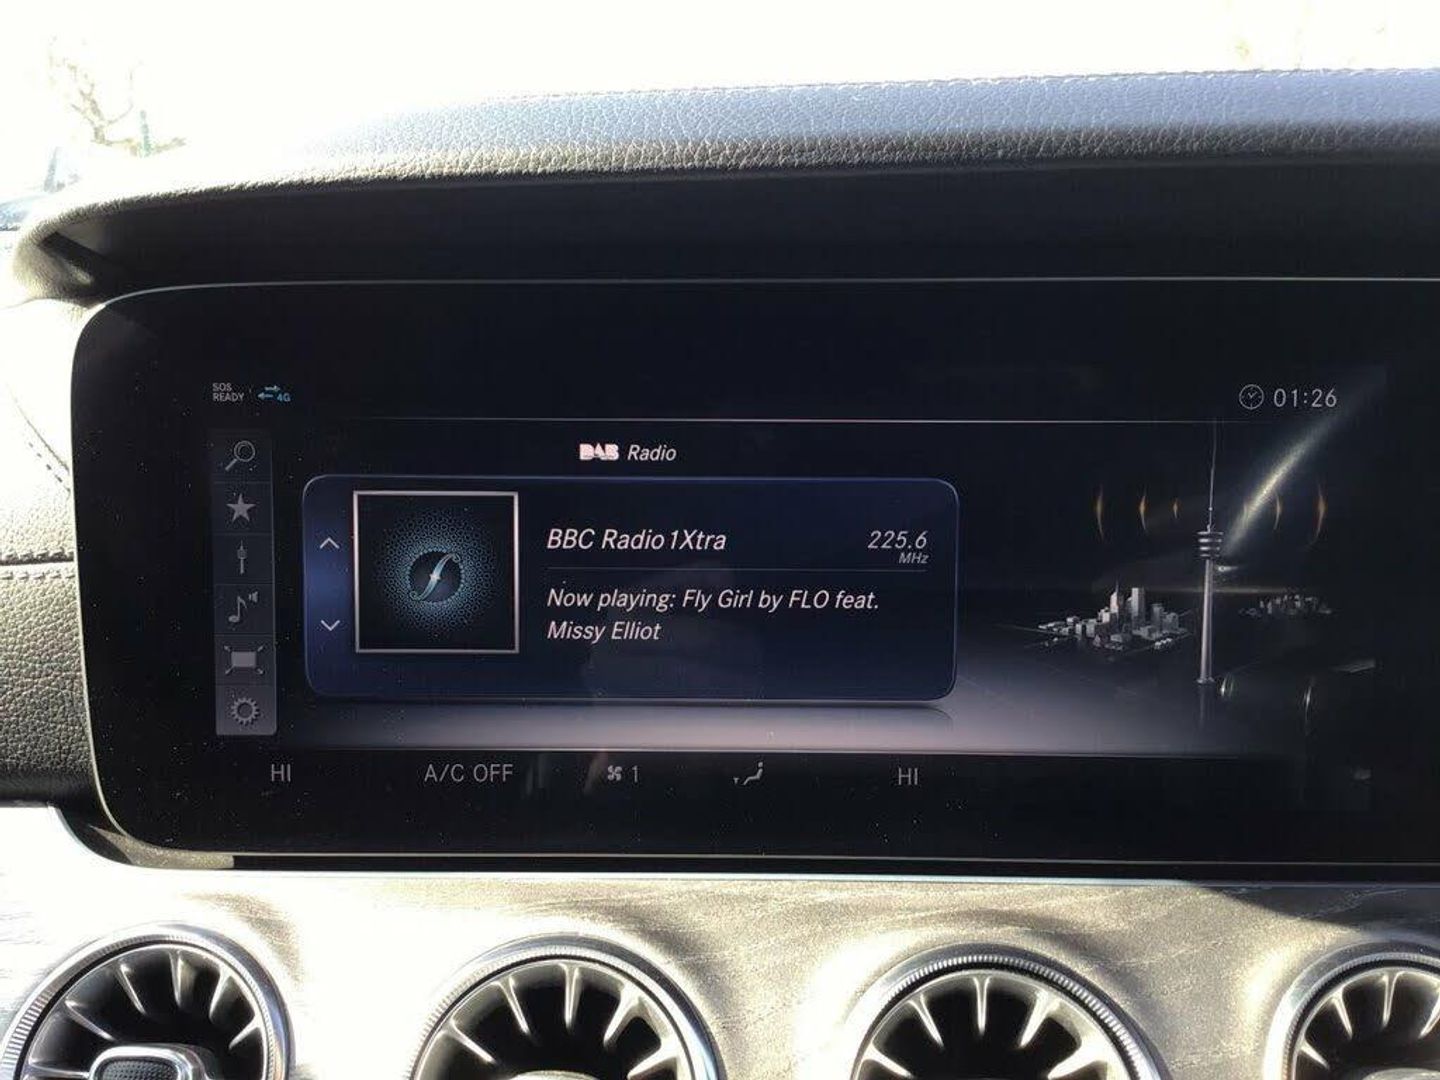 SOS
READY
4G
01:26
DAB Radio
BBC Radio 1Xtra
225.6
MHz
Now playing: Fly Girl by FLO feat.
Missy Elliot
HI
A/C OFF
1
HI